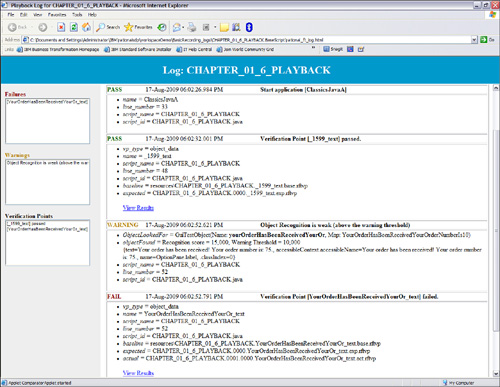 Playback Log for CHAPTER_01_6_PLAYBACK - Microsoft Internet Explorer
File Edit View Favorites Tools Help
Back Search Favorites
Address
Go
Links IBM Business Transformation Homepage IBM Standard Software Installer IT Help Central IBM World Community Grid
SnagIt
Log: CHAPTER_01_6_PLAYBACK
Failures
[YourOrderHasBeenReceivedYourOr_text]
Warnings
Object Recognition is weak (above the war
Verification Points
[_1599_text] passed
[YourOrderHasBeenReceivedYourOr_text]
PASS 17-Aug-2009 06:02:26.984 PM Start application [ClassicsJavaA]
• name = ClassicsJavaA
• line_number = 33
• script_name = CHAPTER_01_6_PLAYBACK
• script_id = CHAPTER_01_6_PLAYBACK.java
PASS 17-Aug-2009 06:02:32.001 PM Verification Point [_1599_text] passed.
• vp_type = object_data
• name = _1599_text
• script_name = CHAPTER_01_6_PLAYBACK
• line_number = 48
• script_id = CHAPTER_01_6_PLAYBACK.java
• baseline = resources\CHAPTER_01_6_PLAYBACK._1599_text.base.rftvp
• expected = CHAPTER_01_6_PLAYBACK.0000._1599_text.exp.rftvp
View Results
WARNING 17-Aug-2009 06:02:52.621 PM Object Recognition is weak (above the warning threshold)
• ObjectLookedFor = GuiTestObject(Name: yourOrderHasBeenReceivedYourOr, Map: YourOrderHasBeenReceivedYourOrderNumberIs10)
• objectFound = Recognition score = 15,000, Warning Threshold = 10,000
{text=Your order has been received! Your order number is: 75 , accessibleContext.accessibleName=Your order has been received! Your order number
is: 75 , name=OptionPane.label, .classIndex=0}
• script_name = CHAPTER_01_6_PLAYBACK
• line_number = 52
• script_id = CHAPTER_01_6_PLAYBACK.java
FAIL 17-Aug-2009 06:02:52.791 PM Verification Point [YourOrderHasBeenReceivedYourOr_text] failed.
• vp_type = object_data
• name = YourOrderHasBeenReceivedYourOr_text
• script_name = CHAPTER_01_6_PLAYBACK
• line_number = 52
• script_id = CHAPTER_01_6_PLAYBACK.java
• baseline = resources\CHAPTER_01_6_PLAYBACK.YourOrderHasBeenReceivedYourOr_text.base.rftvp
• expected = CHAPTER_01_6_PLAYBACK.0000.YourOrderHasBeenReceivedYourOr_text.exp.rftvp
• actual = CHAPTER_01_6_PLAYBACK.0001.YourOrderHasBeenReceivedYourOr_text.act.rftvp
View Results
Applet ComparatorApplet started
My Computer